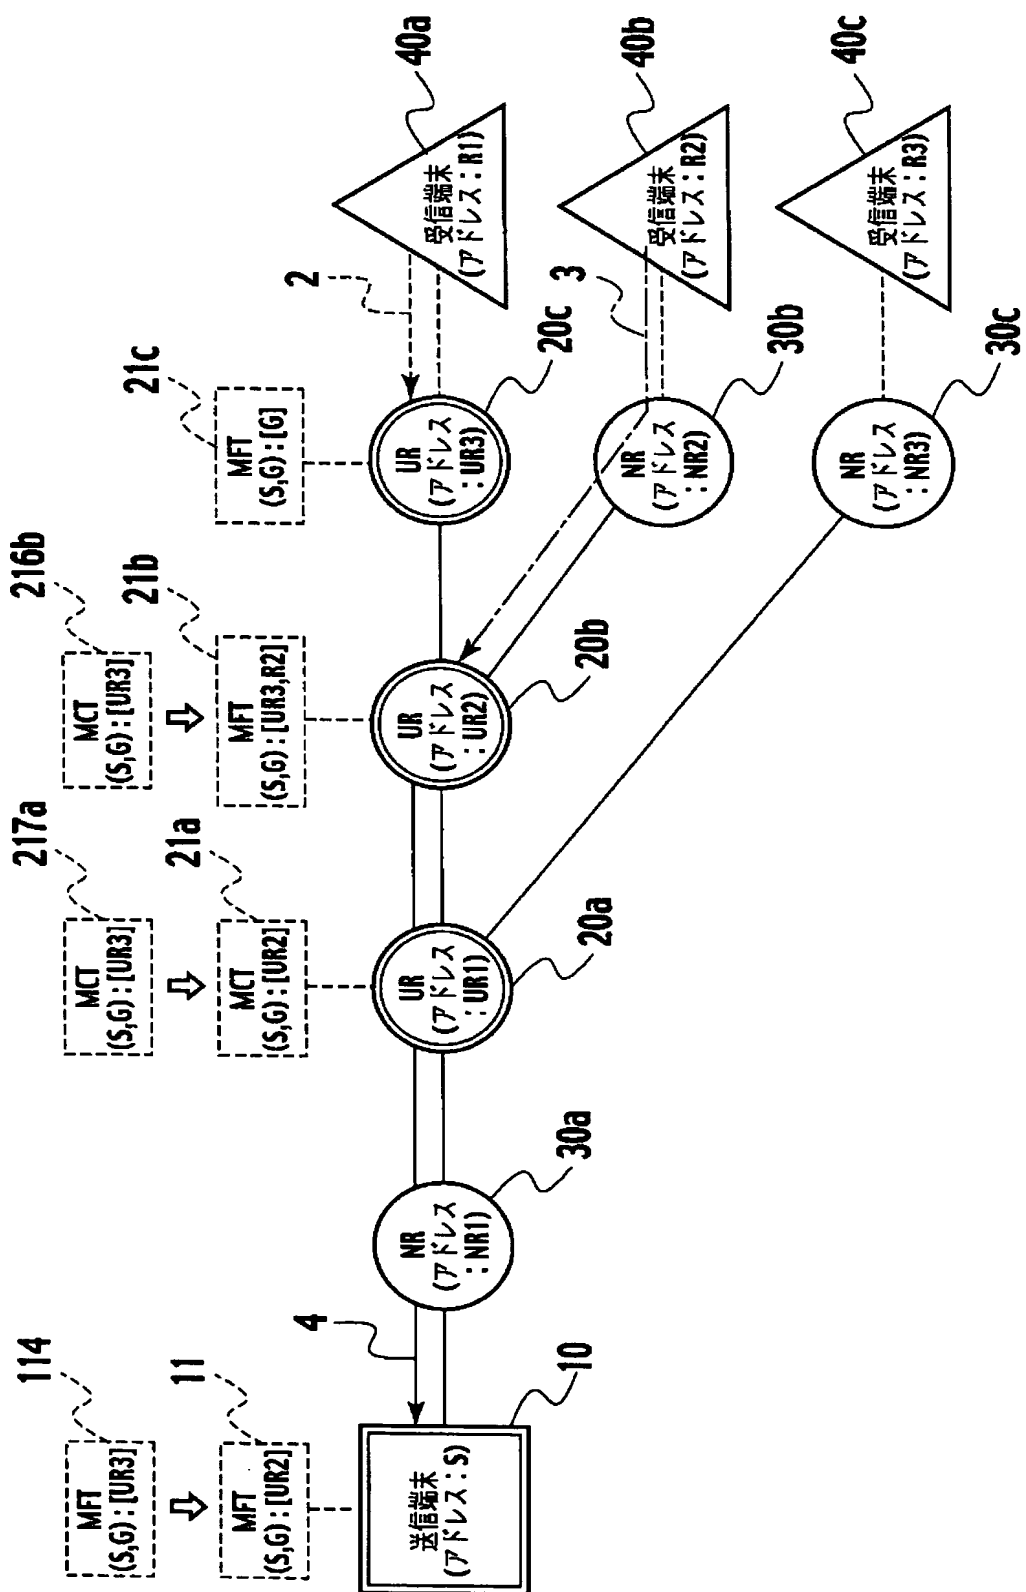 114
MFT
(S,G):[UR3]
11
MFT
(S,G):[UR2]
送信端末
(アドレス:S)
10
4
NR
(アドレス
:NR1)
30a
217a
MCT
(S,G):[UR3]
21a
MCT
(S,G):[UR2]
UR
(アドレス
:UR1)
20a
216b
MCT
(S,G):[UR3]
21b
MFT
(S,G):[UR3,R2]
UR
(アドレス
:UR2)
20b
21c
MFT
(S,G):[G]
UR
(アドレス
:UR3)
20c
2
3
NR
(アドレス
:NR2)
30b
NR
(アドレス
:NR3)
30c
受信端末
(アドレス:R1)
40a
受信端末
(アドレス:R2)
40b
受信端末
(アドレス:R3)
40c